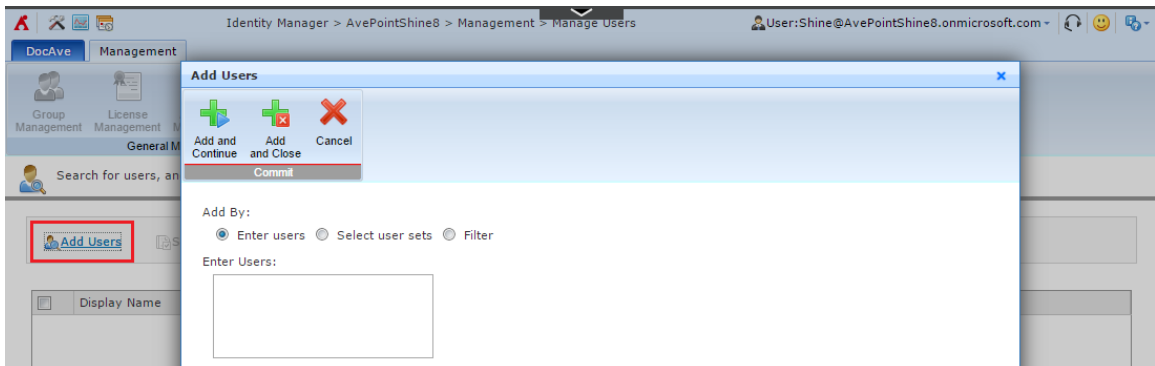 Identity Manager > AvePointShine8 > Management > Manage Users
User:Shine@AvePointShine8.onmicrosoft.com
DocAve Management
Add Users
Group Management
License Management
General M
Add and Continue
Add and Close
Cancel
Commit
Search for users, an
Add By:
Enter users Select user sets Filter
Add Users
Enter Users:
Display Name